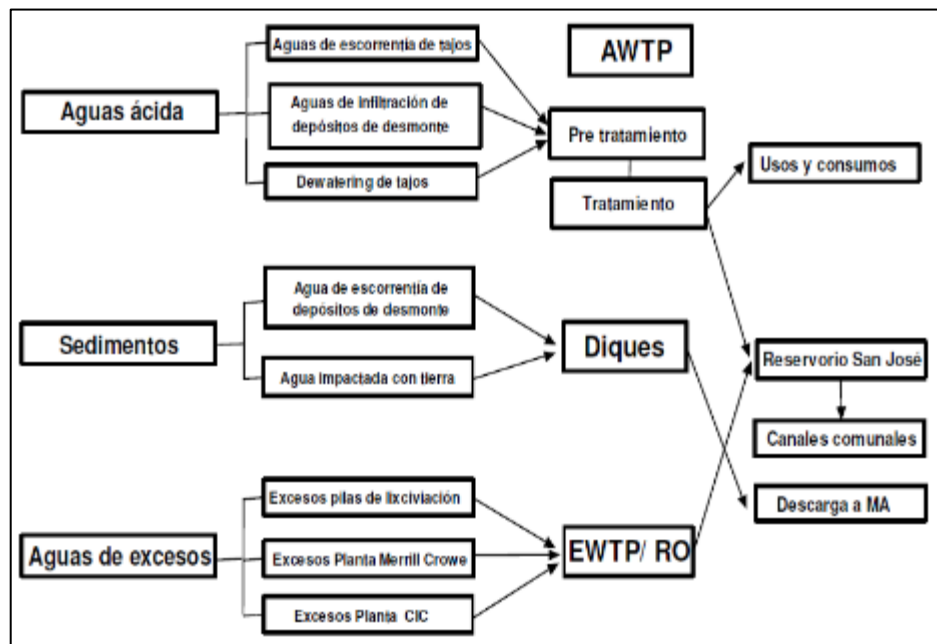 Aguas de escorrentía de tajos
AWTP
Aguas ácida
Aguas de infiltración de
depósitos de desmonte
Pre tratamiento
Usos y consumos
Dewatering de tajos
Tratamiento
Agua de escorrentía de
depósitos de desmonte
Sedimentos
Diques
Reservorio San José
Agua impactada con tierra
Canales comunales
Excesos pilas de lixciviación
Descarga a MA
Aguas de excesos
Excesos Planta Merrill Crowe
EWTP/ RO
Excesos Planta CIC